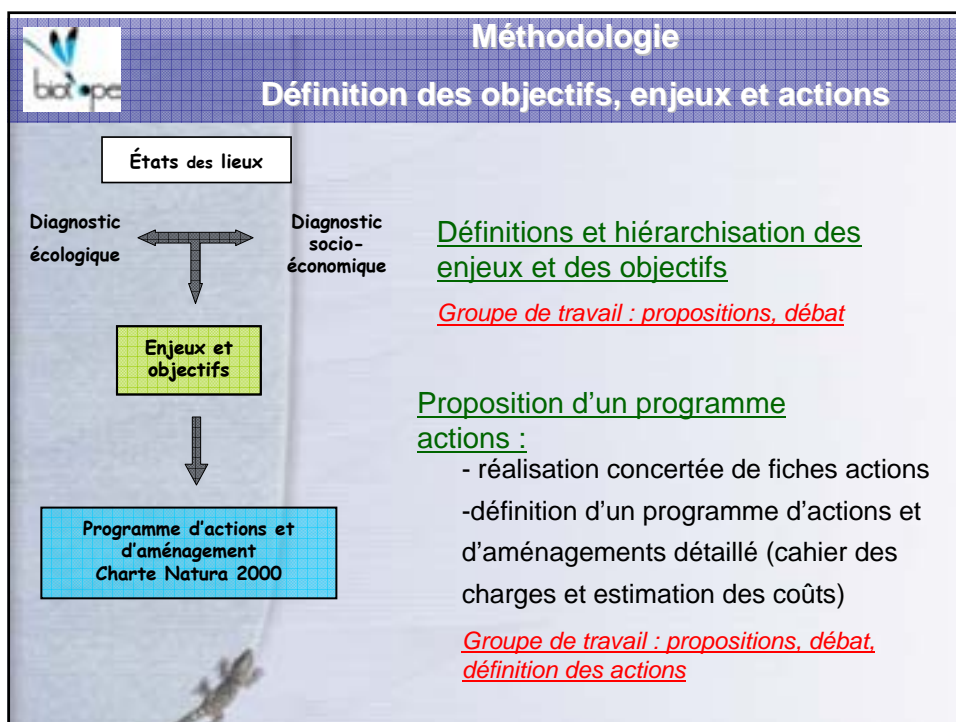 biotope
Méthodologie
Définition des objectifs, enjeux et actions
États des lieux
Diagnostic
écologique
Diagnostic
socio-
économique
Enjeux et
objectifs
Programme d'actions et
d'aménagement
Charte Natura 2000
Définitions et hiérarchisation des
enjeux et des objectifs
Groupe de travail : propositions, débat
Proposition d'un programme
actions :
- réalisation concertée de fiches actions
-définition d'un programme d'actions et
d'aménagements détaillé (cahier des
charges et estimation des coûts)
Groupe de travail : propositions, débat,
définition des actions